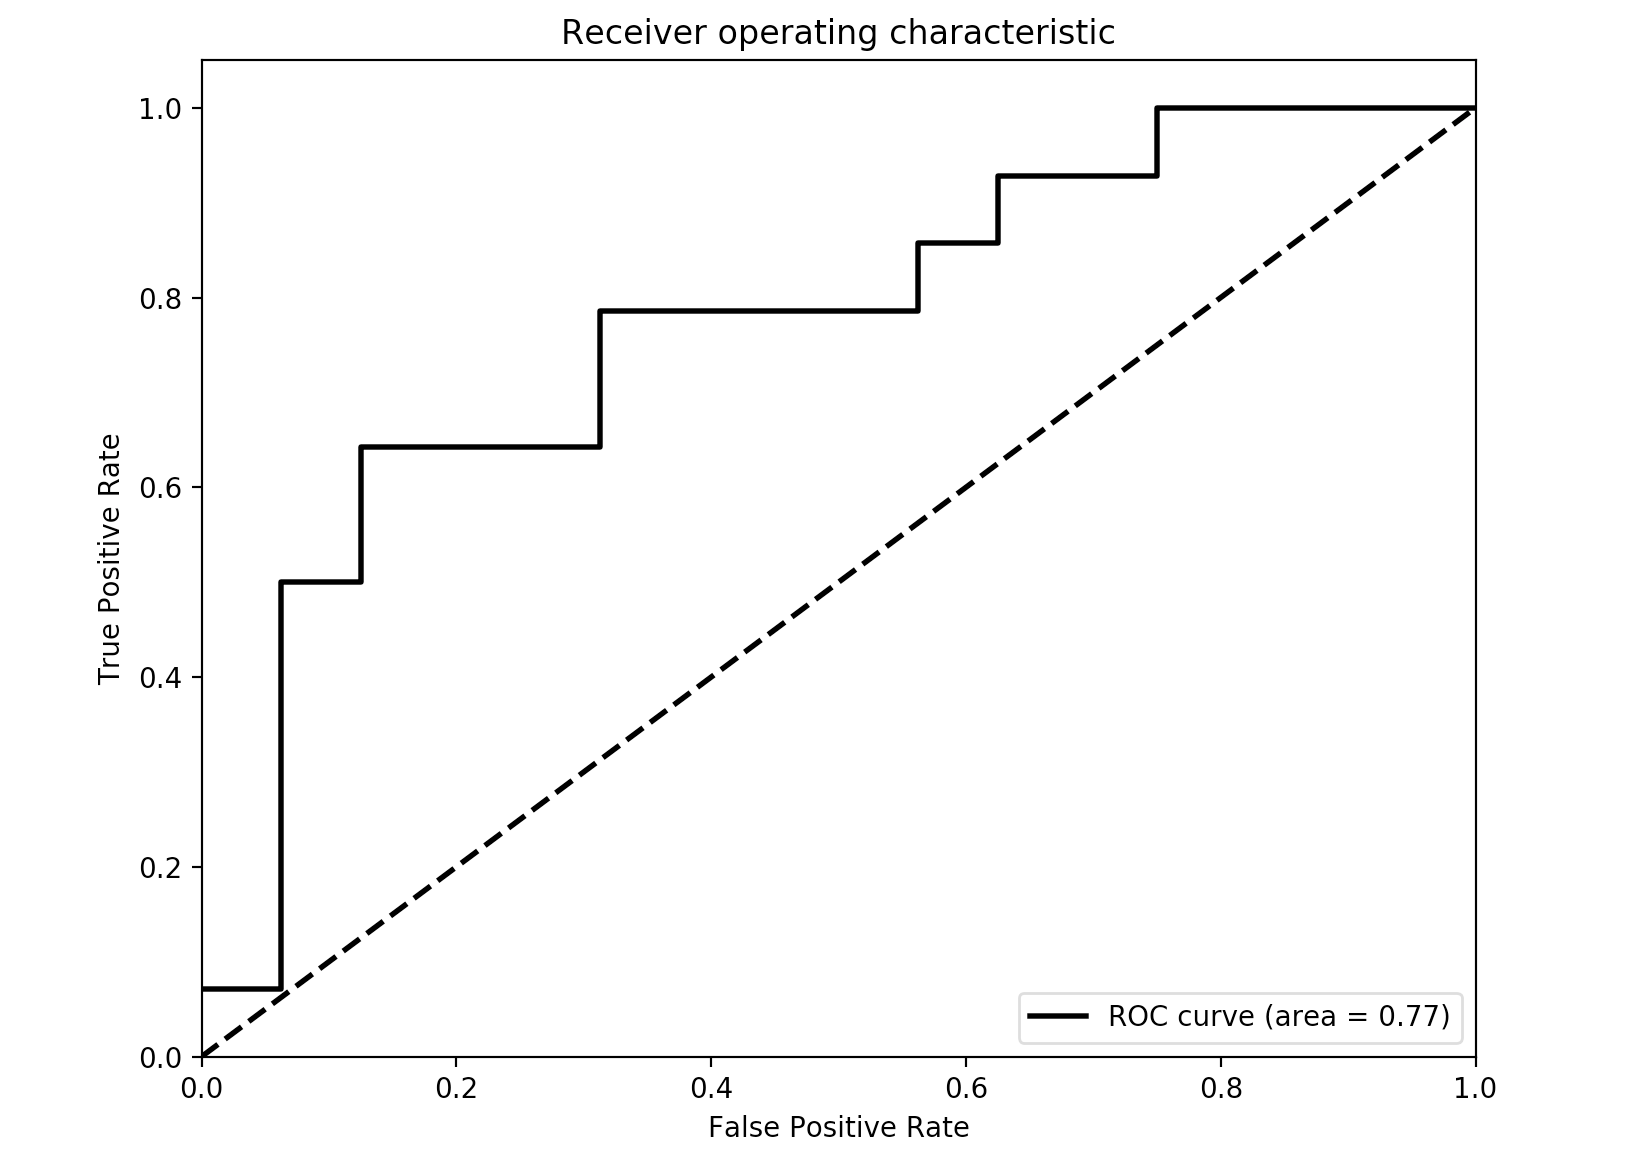 Receiver operating characteristic
1.0
0.8
0.6
0.4
0.2
0.0
True Positive Rate
ROC curve (area = 0.77)
0.0 0.2 0.4 0.6 0.8 1.0
False Positive Rate